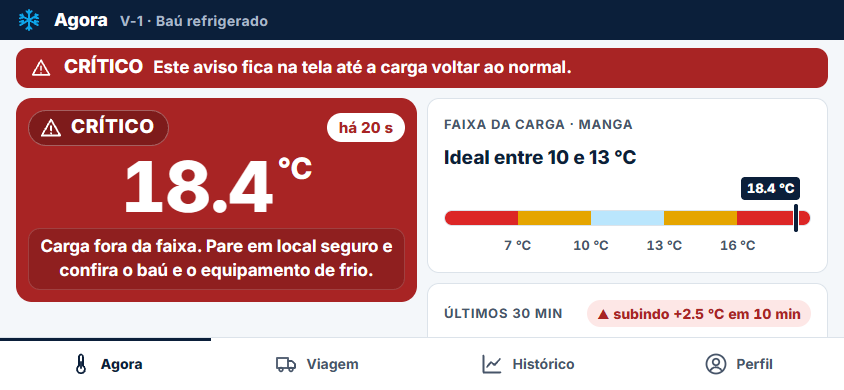 Agora V-1 · Baú refrigerado
CRÍTICO Este aviso fica na tela até a carga voltar ao normal.
CRÍTICO
há 20 s
18.4 °C
Carga fora da faixa. Pare em local seguro e
confira o baú e o equipamento de frio.
FAIXA DA CARGA · MANGA
Ideal entre 10 e 13 °C
18.4 °C
7 °C 10 °C 13 °C 16 °C
ÚLTIMOS 30 MIN
▲ subindo +2.5 °C em 10 min
Agora Viagem Histórico Perfil